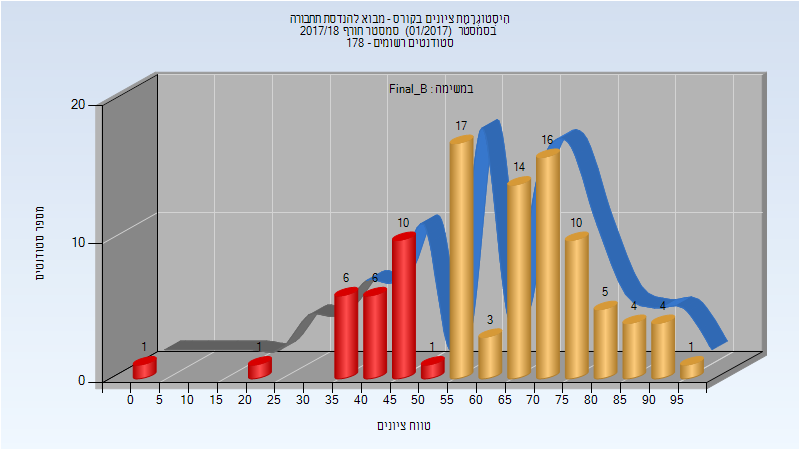 היסטוגרמת ציונים בקורס - מבוא להנדסת תחבורה
בסמסטר (01/2017) סמסטר חורף 2017/18
סטודנטים רשומים - 178
במשימה : Final_B
מספר סטודנטים
20
10
0
1 1 6 6 10 1 17 3 14 16 10 5 4 4 1
0 5 10 15 20 25 30 35 40 45 50 55 60 65 70 75 80 85 90 95
טווח ציונים